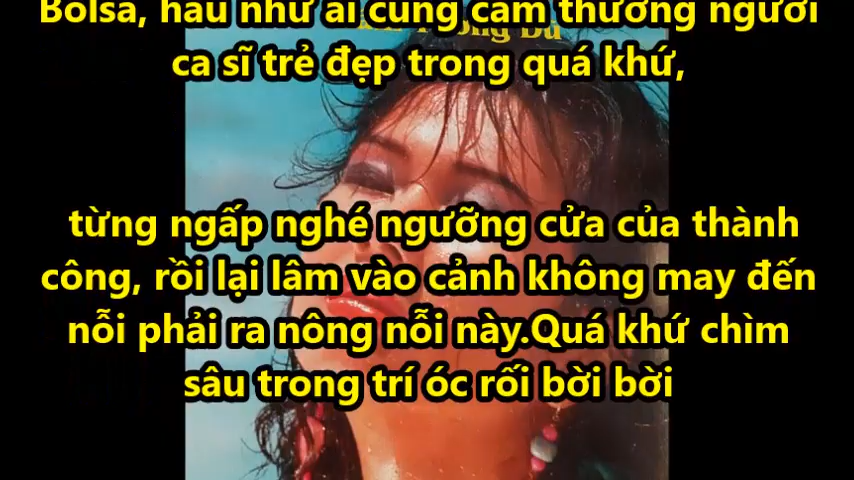 Bolsa, hầu như ai cũng cảm thương người
ca sĩ trẻ đẹp trong quá khứ,
từng ngấp nghé ngưỡng cửa của thành
công, rồi lại lâm vào cảnh không may đến
nỗi phải ra nông nỗi này.Quá khứ chìm
sâu trong trí óc rối bời bời